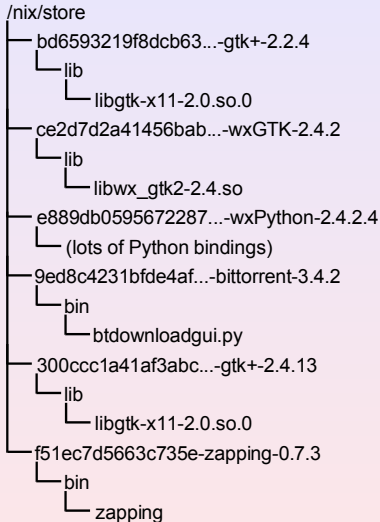 /nix/store
bd6593219f8dcb63...-gtk+-2.2.4
lib
libgtk-x11-2.0.so.0
ce2d7d2a41456bab...-wxGTK-2.4.2
lib
libwx_gtk2-2.4.so
e889db0595672287...-wxPython-2.4.2.4
(lots of Python bindings)
9ed8c4231bfde4af...-bittorrent-3.4.2
bin
btdownloadgui.py
300ccc1a41af3abc...-gtk+-2.4.13
lib
libgtk-x11-2.0.so.0
f51ec7d5663c735e-zapping-0.7.3
bin
zapping